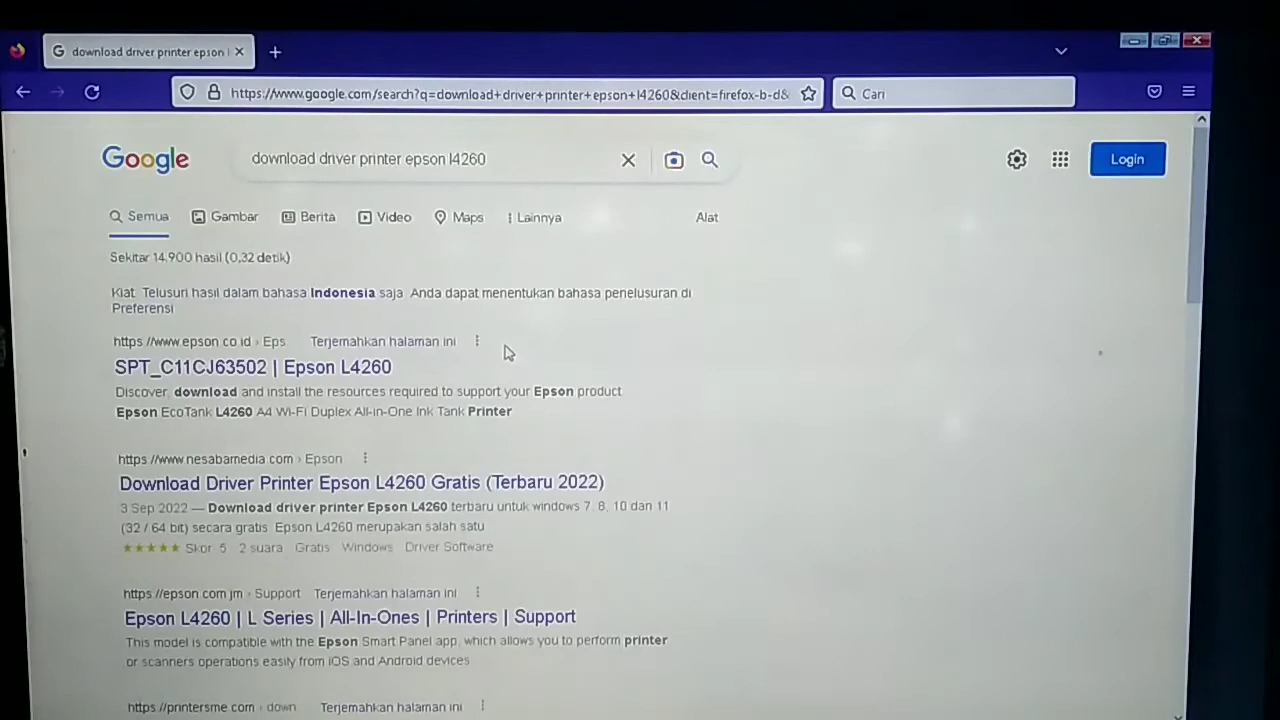 download driver printer epson l
https://www.google.com/search?q=download+driver+printer+epson+l4260&client=firefox-b-d&
Cari
Google
download driver printer epson l4260
Login
Semua
Gambar
Berita
Video
Maps
Lainnya
Alat
Sekitar 14.900 hasil (0,32 detik)
Kiat Telusuri hasil dalam bahasa Indonesia saja Anda dapat menentukan bahasa penelusuran di
Preferensi
https://www.epson.co.id › Eps
Terjemahkan halaman ini
SPT_C11CJ63502 | Epson L4260
Discover, download and install the resources required to support your Epson product
Epson EcoTank L4260 A4 Wi-Fi Duplex All-in-One Ink Tank Printer
https://www.nesabamedia.com › Epson
Download Driver Printer Epson L4260 Gratis (Terbaru 2022)
3 Sep 2022 — Download driver printer Epson L4260 terbaru untuk windows 7, 8, 10 dan 11
(32 / 64 bit) secara gratis Epson L4260 merupakan salah satu
★★★★★ Skor 5 2 suara Gratis Windows Driver Software
https://epson.com.jm › Support
Terjemahkan halaman ini
Epson L4260 | L Series | All-In-Ones | Printers | Support
This model is compatible with the Epson Smart Panel app, which allows you to perform printer
or scanners operations easily from iOS and Android devices
https://printersme.com › down
Terjemahkan halaman ini